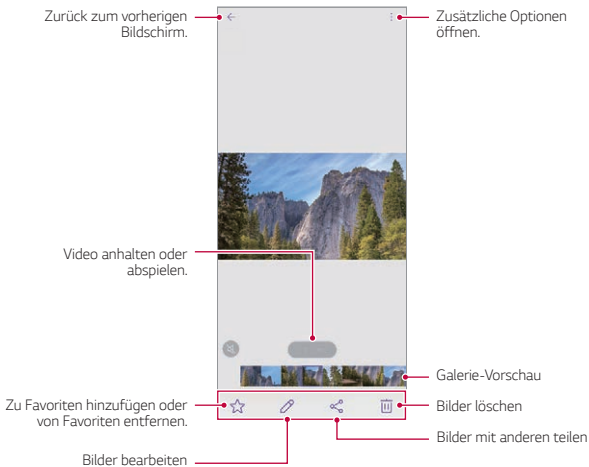 Zurück zum vorherigen
Bildschirm.
Zusätzliche Optionen
öffnen.
Video anhalten oder
abspielen.
Galerie-Vorschau
Zu Favoriten hinzufügen oder
von Favoriten entfernen.
Bilder löschen
Bilder mit anderen teilen
Bilder bearbeiten